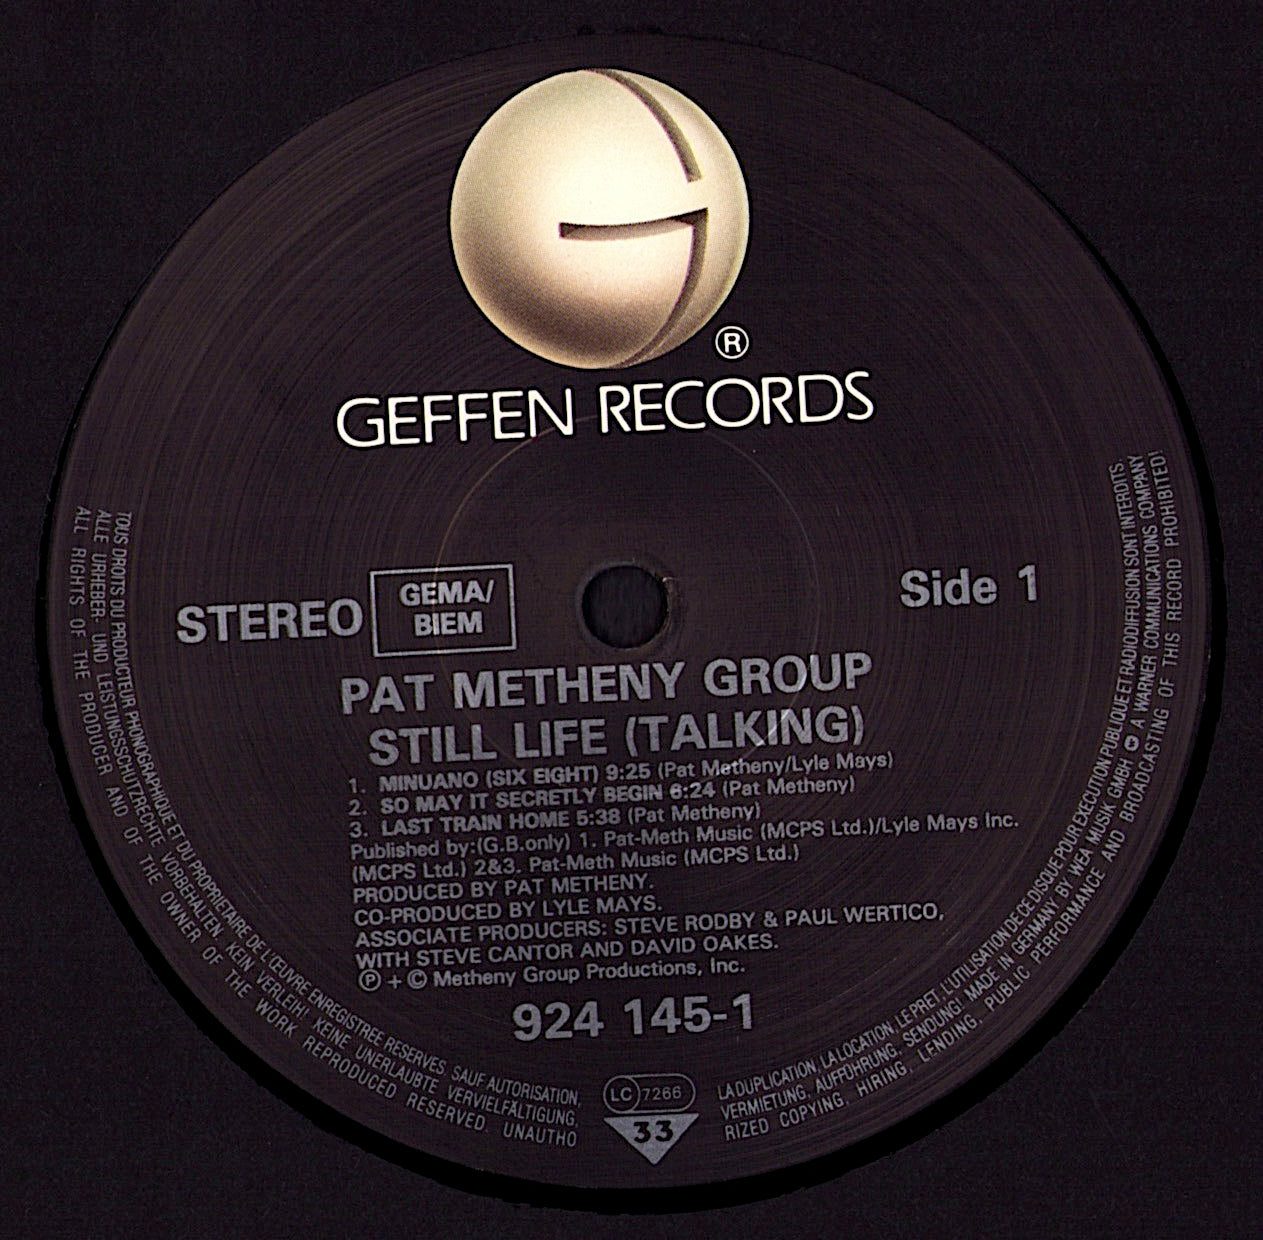 ®
GEFFEN RECORDS
STEREO
GEMA/
BIEM
Side 1
PAT METHENY GROUP
STILL LIFE (TALKING)
1. MINUANO (SIX EIGHT) 9:25 (Pat Metheny/Lyle Mays)
2. SO MAY IT SECRETLY BEGIN 6:24 (Pat Metheny)
3. LAST TRAIN HOME 5:38 (Pat Metheny)
Published by:(G.B.only) 1. Pat-Meth Music (MCPS Ltd.)/Lyle Mays Inc.
(MCPS Ltd.) 2&3. Pat-Meth Music (MCPS Ltd.)
PRODUCED BY PAT METHENY.
CO-PRODUCED BY LYLE MAYS.
ASSOCIATE PRODUCERS: STEVE RODBY & PAUL WERTICO,
WITH STEVE CANTOR AND DAVID OAKES.
Ⓟ + © Metheny Group Productions, Inc.
924 145-1
LC 7266
33
TOUS DROITS DU PRODUCTEUR PHONOGRAPHIQUE ET DU PROPRIETAIRE DE L'ŒUVRE ENREGISTREE RESERVES. SAUF AUTORISATION,
LA DUPLICATION, LA LOCATION, LE PRET, L'UTILISATION DE CE DISQUE POUR EXECUTION PUBLIQUE ET RADIODIFFUSION SONT INTERDITS
ALLE URHEBER- UND LEISTUNGSSCHUTZRECHTE VORBEHALTEN. KEIN VERLEIH! KEINE UNERLAUBTE VERVIELFÄLTIGUNG,
VERMIETUNG, AUFFÜHRUNG, SENDUNG! MADE IN GERMANY BY WEA MUSIK GMBH A WARNER COMMUNICATIONS COMPANY
ALL RIGHTS OF THE PRODUCER AND OF THE OWNER OF THE WORK REPRODUCED RESERVED. UNAUTHO
RIZED COPYING, HIRING, LENDING, PUBLIC PERFORMANCE AND BROADCASTING OF THIS RECORD PROHIBITED!